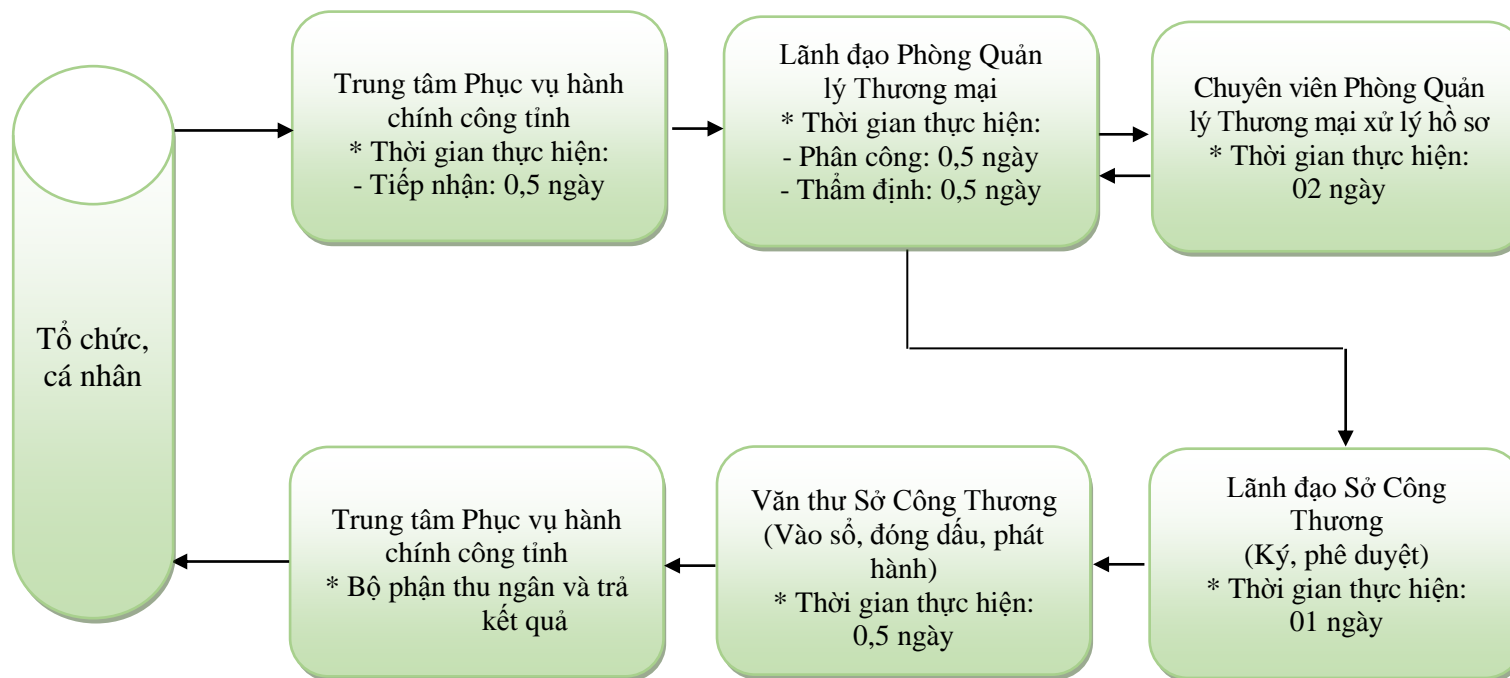 Tổ chức,
cá nhân
Trung tâm Phục vụ hành
chính công tỉnh
* Thời gian thực hiện:
- Tiếp nhận: 0,5 ngày
Lãnh đạo Phòng Quản
lý Thương mại
* Thời gian thực hiện:
- Phân công: 0,5 ngày
- Thẩm định: 0,5 ngày
Chuyên viên Phòng Quản
lý Thương mại xử lý hồ sơ
* Thời gian thực hiện:
02 ngày
Lãnh đạo Sở Công
Thương
(Ký, phê duyệt)
* Thời gian thực hiện:
01 ngày
Văn thư Sở Công Thương
(Vào sổ, đóng dấu, phát
hành)
* Thời gian thực hiện:
0,5 ngày
Trung tâm Phục vụ hành
chính công tỉnh
* Bộ phận thu ngân và trả
kết quả